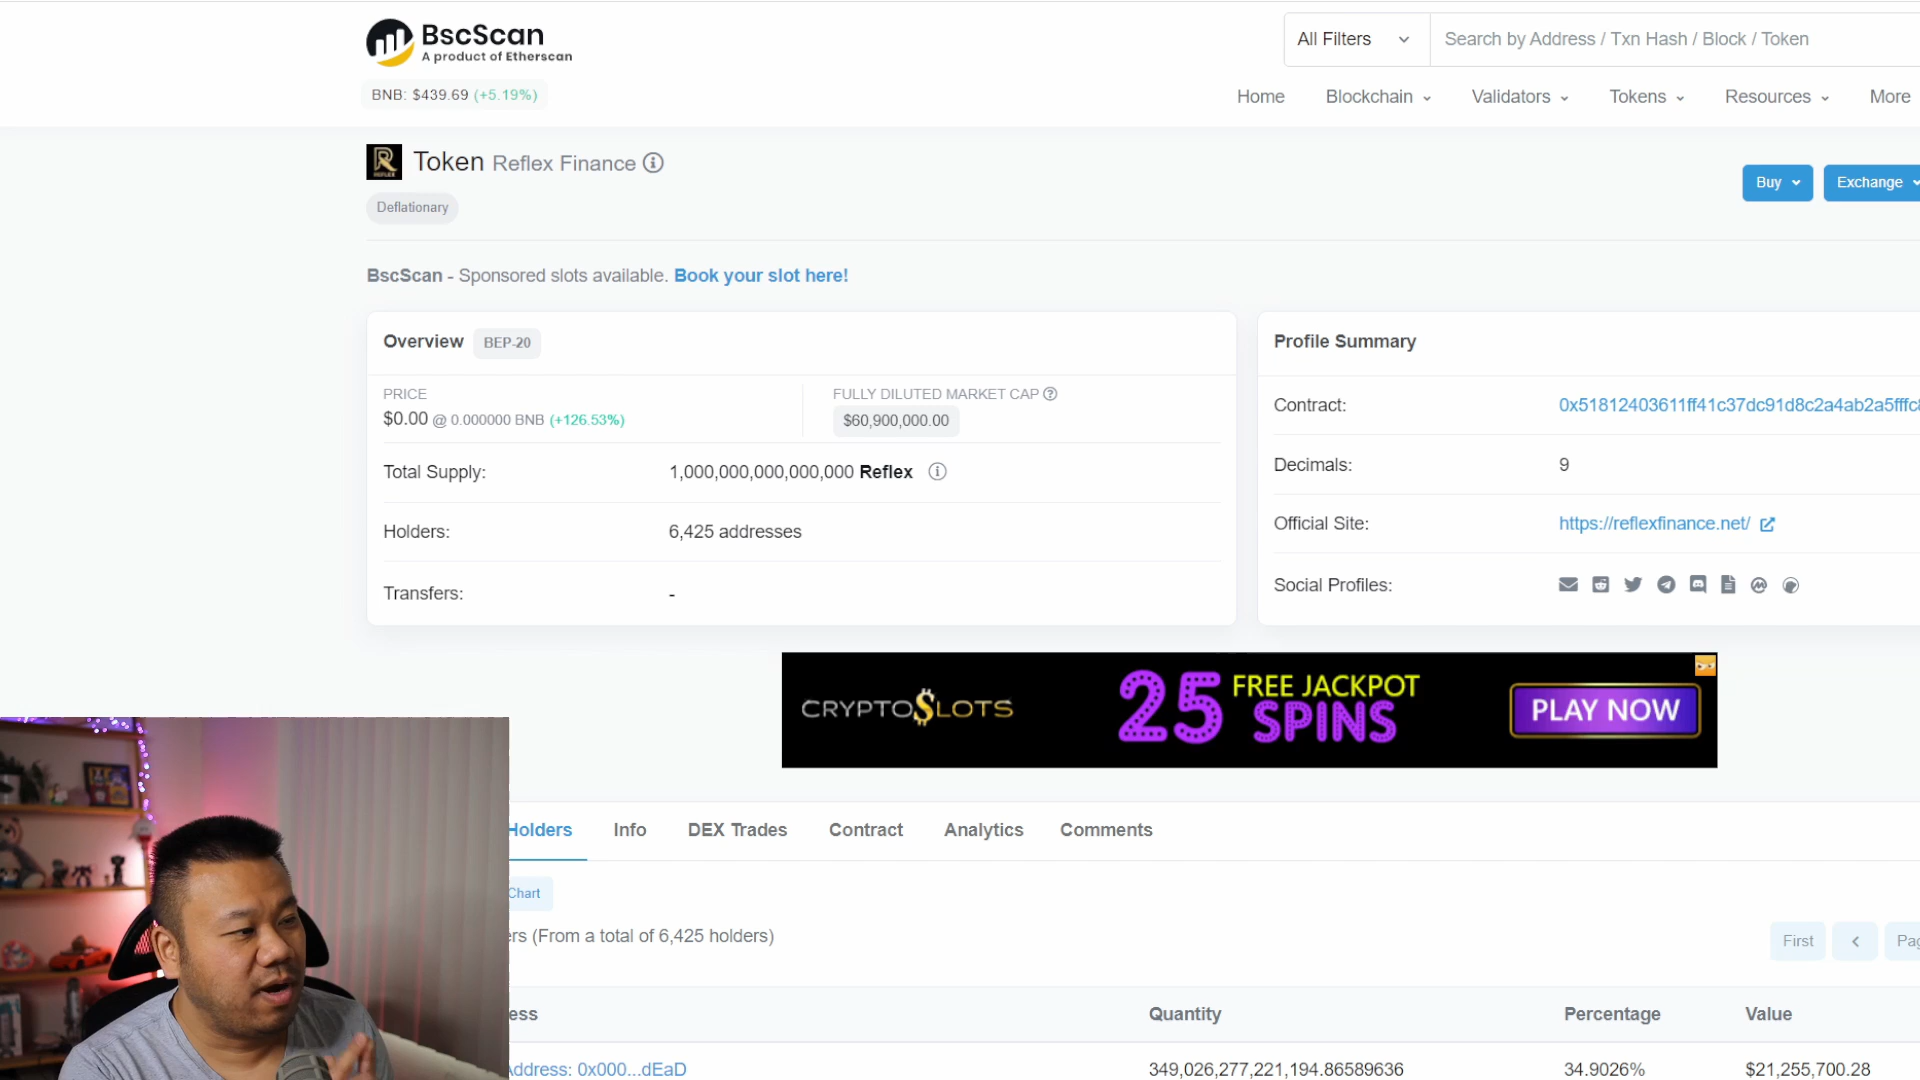 BscScan
A product of Etherscan
All Filters
Search by Address / Txn Hash / Block / Token
BNB: $439.69 (+5.19%)
Home Blockchain Validators Tokens Resources More
Token Reflex Finance
Buy
Exchange
Deflationary
BscScan - Sponsored slots available. Book your slot here!
Overview BEP-20
PRICE
$0.00 @ 0.000000 BNB (+126.53%)
FULLY DILUTED MARKET CAP
$60,900,000.00
Total Supply: 1,000,000,000,000,000 Reflex
Holders: 6,425 addresses
Transfers: -
Profile Summary
Contract: 0x51812403611ff41c37dc91d8c2a4ab2a5fffc
Decimals: 9
Official Site: https://reflexfinance.net/
Social Profiles:
CRYPTO$LOTS
25 FREE JACKPOT
SPINS
PLAY NOW
Holders Info DEX Trades Contract Analytics Comments
Chart
ers (From a total of 6,425 holders)
First
Pag
ess Quantity Percentage Value
Address: 0x000...dEaD 349,026,277,221,194.86589636 34.9026% $21,255,700.28